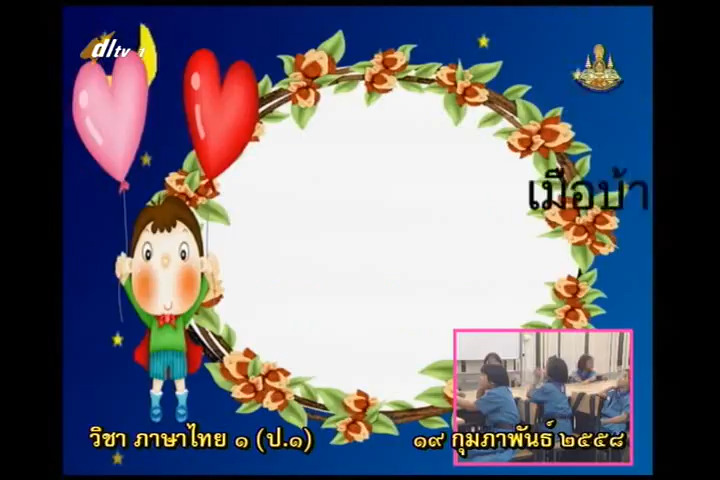 dltv 1
เมื่อบ้า
วิชา ภาษาไทย ๑ (ป.๑)
๑๙ กุมภาพันธ์ ๒๕๕๘